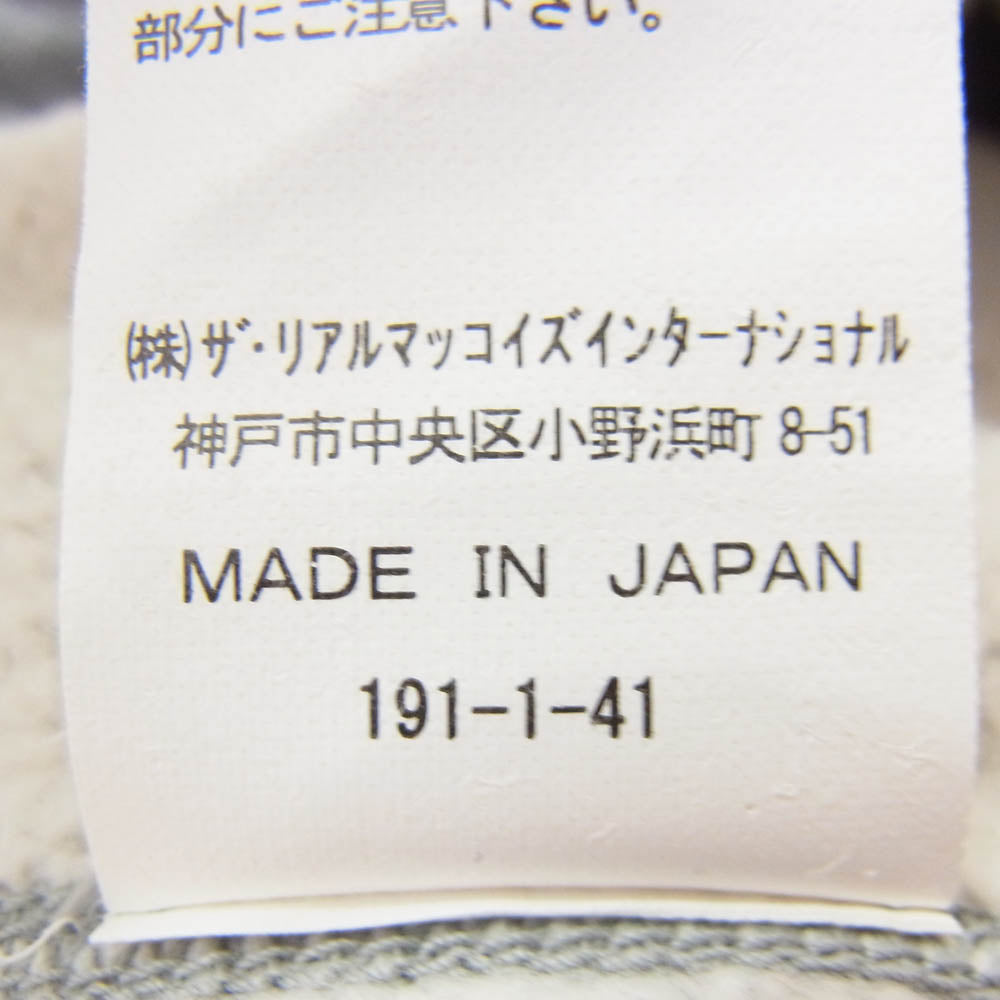 部分にご注意下さい。
(株)ザ・リアルマッコイズインターナショナル
神戸市中央区小野浜町 8-51
MADE IN JAPAN
191-1-41